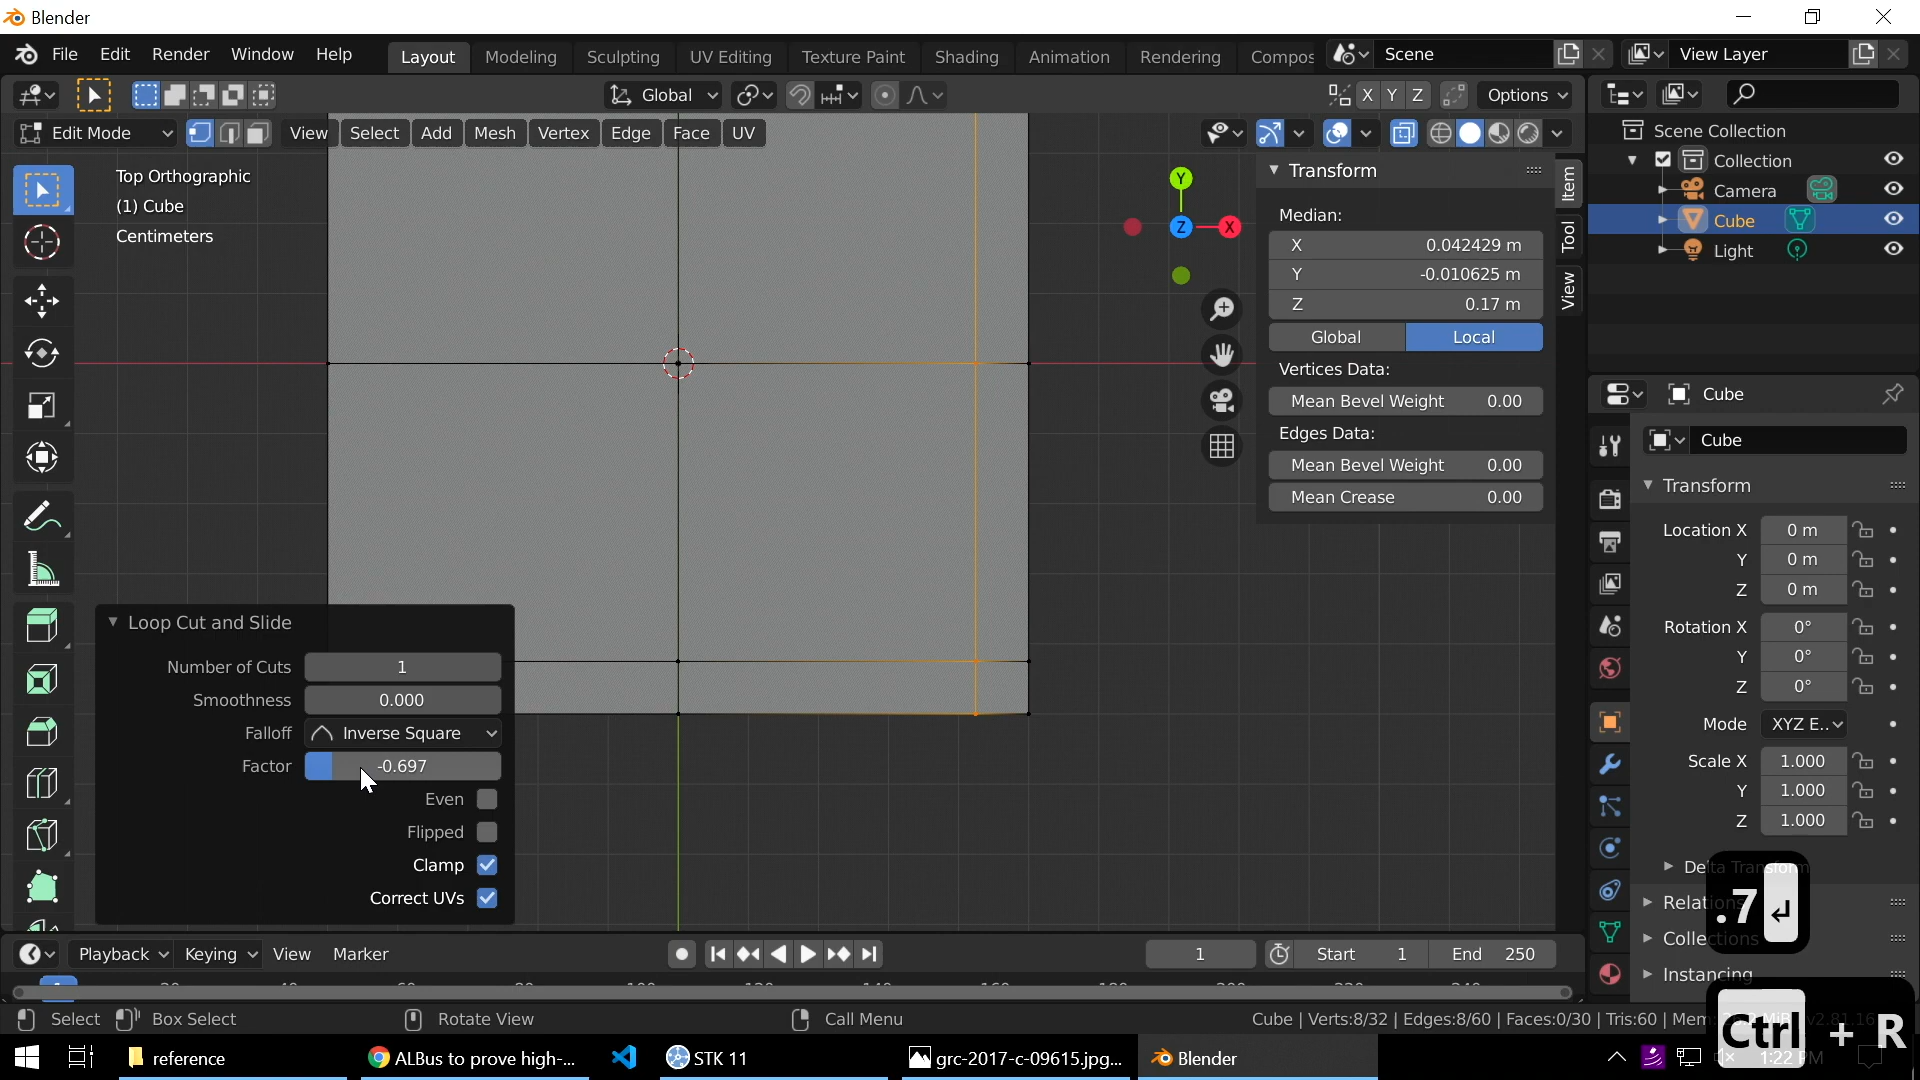 Blender
File Edit Render Window Help Layout Modeling Sculpting UV Editing Texture Paint Shading Animation Rendering Compos Scene View Layer
Global X Y Z Options
Edit Mode View Select Add Mesh Vertex Edge Face UV
Top Orthographic
(1) Cube
Centimeters
Y
Z
X
Transform
Median:
X 0.042429 m
Y -0.010625 m
Z 0.17 m
Global Local
Vertices Data:
Mean Bevel Weight 0.00
Edges Data:
Mean Bevel Weight 0.00
Mean Crease 0.00
Item
Tool
View
Scene Collection
Collection
Camera
Cube
Light
Cube
Cube
Transform
Location X 0 m
Y 0 m
Z 0 m
Rotation X 0°
Y 0°
Z 0°
Mode XYZ E..
Scale X 1.000
Y 1.000
Z 1.000
Delta Transform
Relat
Collections
Instancing
.7
Ctrl + R
Loop Cut and Slide
Number of Cuts 1
Smoothness 0.000
Falloff Inverse Square
Factor -0.697
Even
Flipped
Clamp
Correct UVs
Playback Keying View Marker 1 Start 1 End 250
Select Box Select Rotate View Call Menu Cube | Verts:8/32 | Edges:8/60 | Faces:0/30 | Tris:60 | Mem
reference ALBus to prove high-... STK 11 grc-2017-c-09615.jpg... Blender 1:22 PM